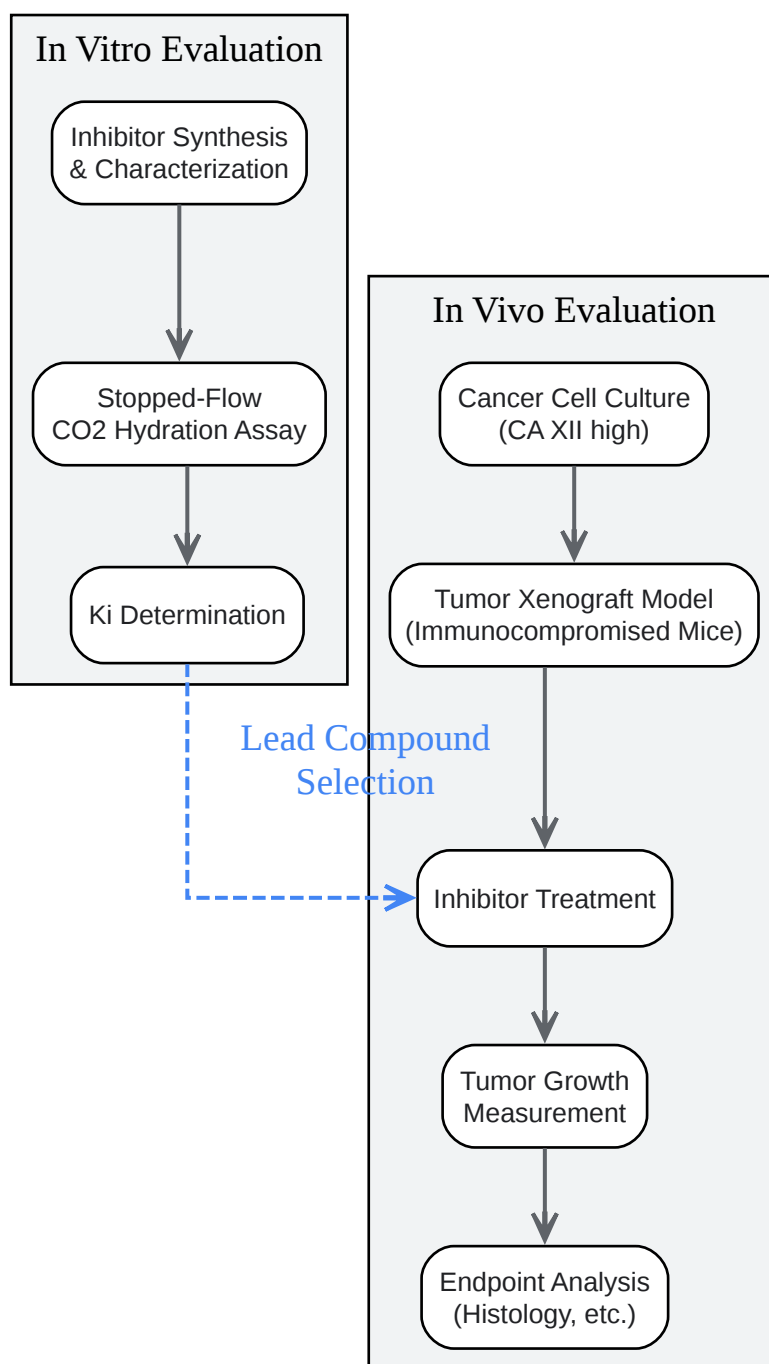 In Vitro Evaluation
Inhibitor Synthesis
& Characterization
Stopped-Flow
CO2 Hydration Assay
Ki Determination
Lead Compound
Selection
In Vivo Evaluation
Cancer Cell Culture
(CA XII high)
Tumor Xenograft Model
(Immunocompromised Mice)
Inhibitor Treatment
Tumor Growth
Measurement
Endpoint Analysis
(Histology, etc.)